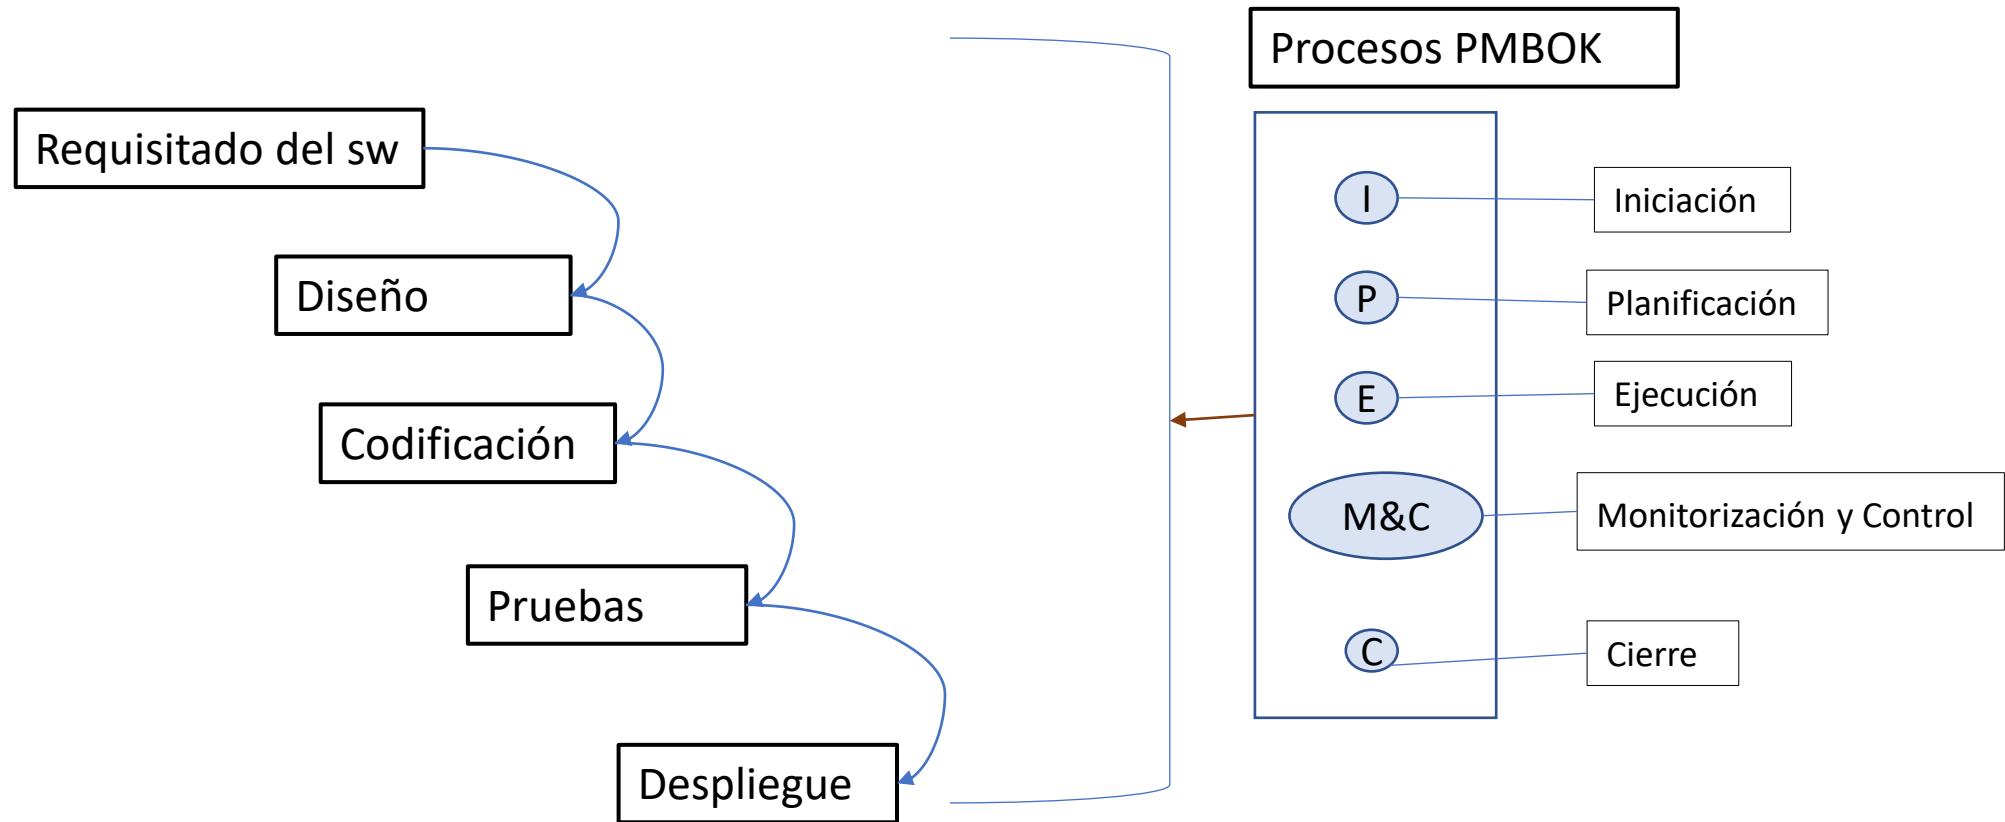 Procesos PMBOK
Requisitado del sw
Diseño
Codificación
Pruebas
Despliegue
I
Iniciación
P
Planificación
E
Ejecución
M&C
Monitorización y Control
C
Cierre